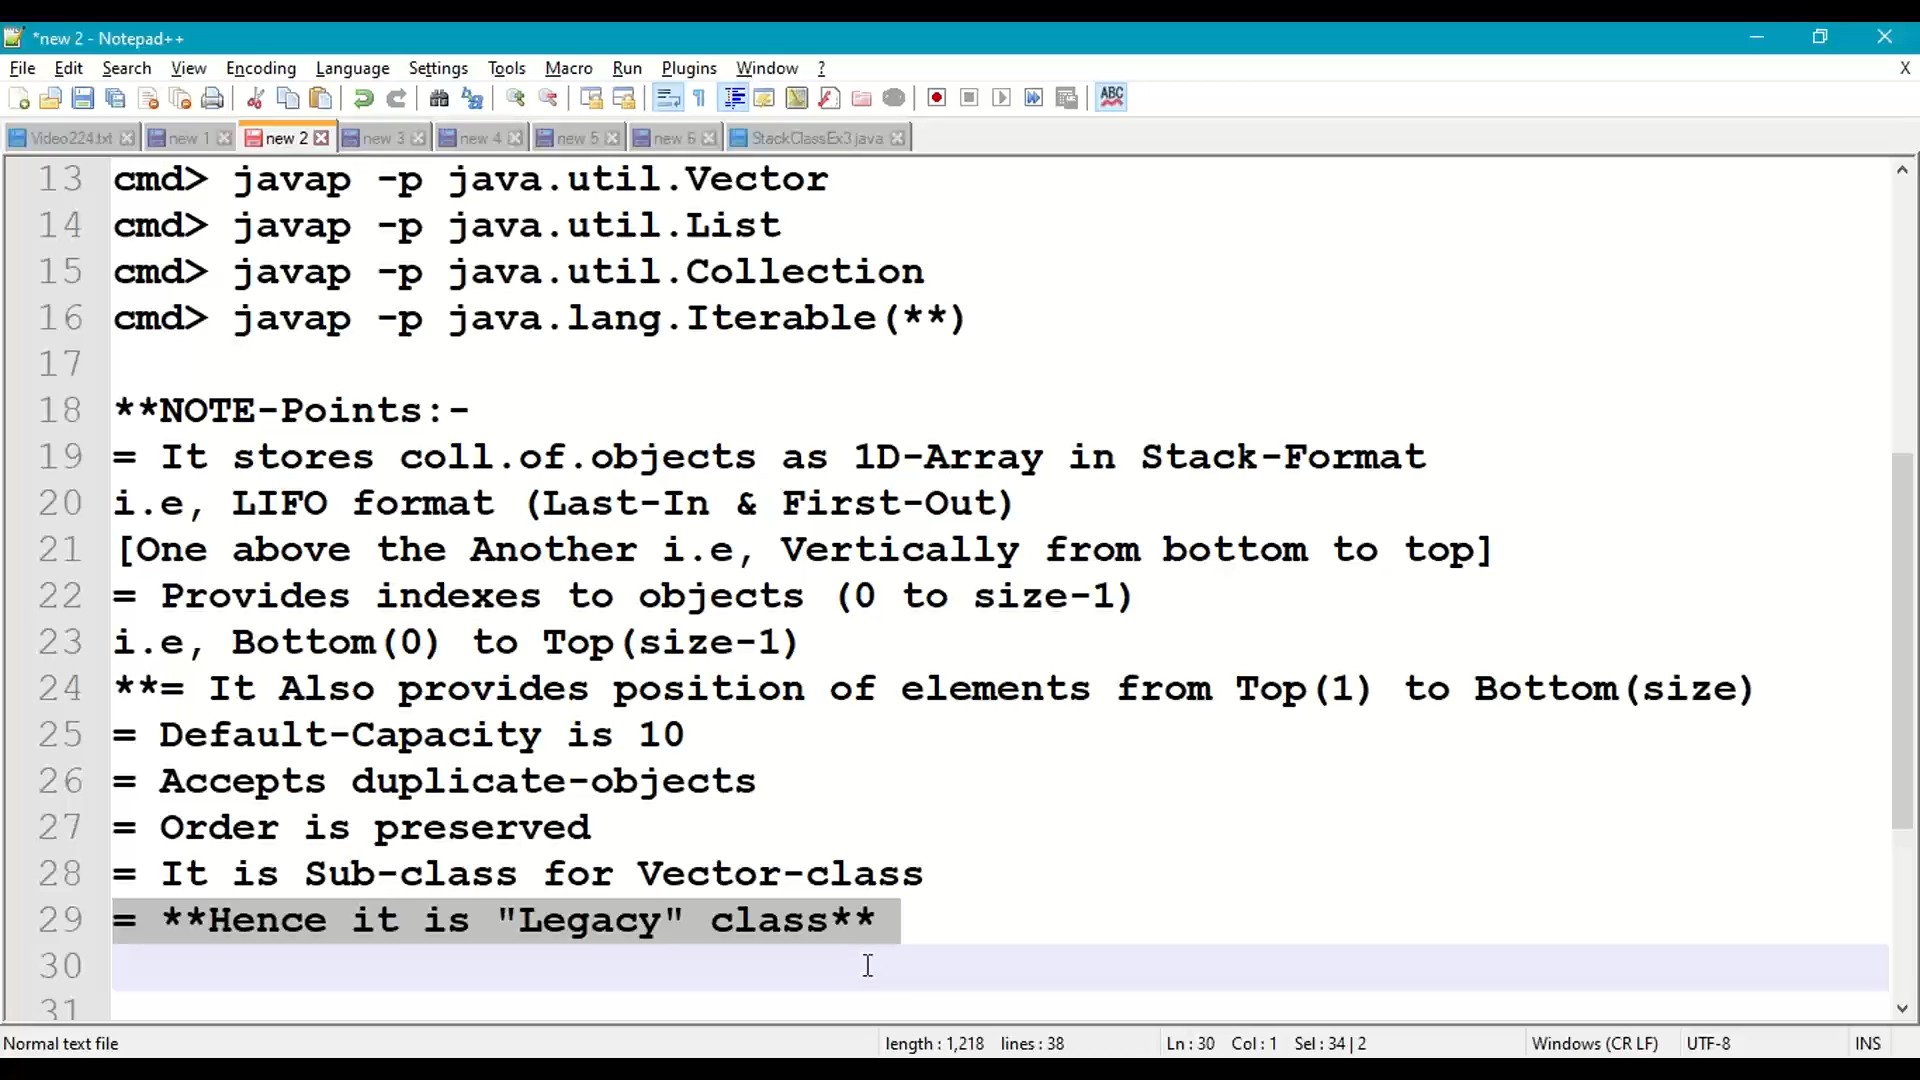 *new 2 - Notepad++
File Edit Search View Encoding Language Settings Tools Macro Run Plugins Window ? X
ABC
Video224.txt new 1 new 2 new 3 new 4 new 5 new 6 StackClassEx3.java
13 cmd> javap -p java.util.Vector
14 cmd> javap -p java.util.List
15 cmd> javap -p java.util.Collection
16 cmd> javap -p java.lang.Iterable(**)
17
18 **NOTE-Points:-
19 = It stores coll.of.objects as 1D-Array in Stack-Format
20 i.e, LIFO format (Last-In & First-Out)
21 [One above the Another i.e, Vertically from bottom to top]
22 = Provides indexes to objects (0 to size-1)
23 i.e, Bottom(0) to Top(size-1)
24 **= It Also provides position of elements from Top(1) to Bottom(size)
25 = Default-Capacity is 10
26 = Accepts duplicate-objects
27 = Order is preserved
28 = It is Sub-class for Vector-class
29 = **Hence it is "Legacy" class**
30
31
Normal text file length : 1,218 lines : 38 Ln : 30 Col : 1 Sel : 34 | 2 Windows (CR LF) UTF-8 INS